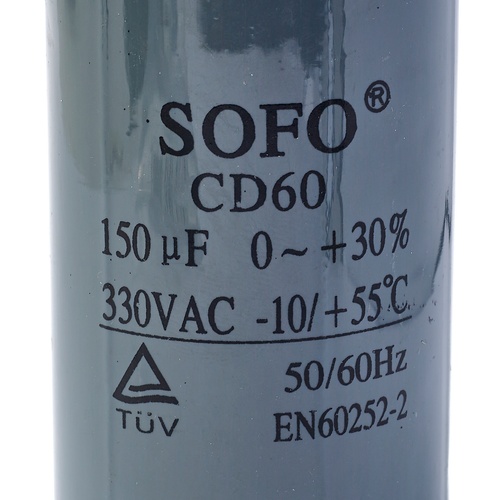 SOFO®
CD60
150 µF 0~+30%
330VAC -10/+55℃
50/60Hz
TÜV
EN60252-2